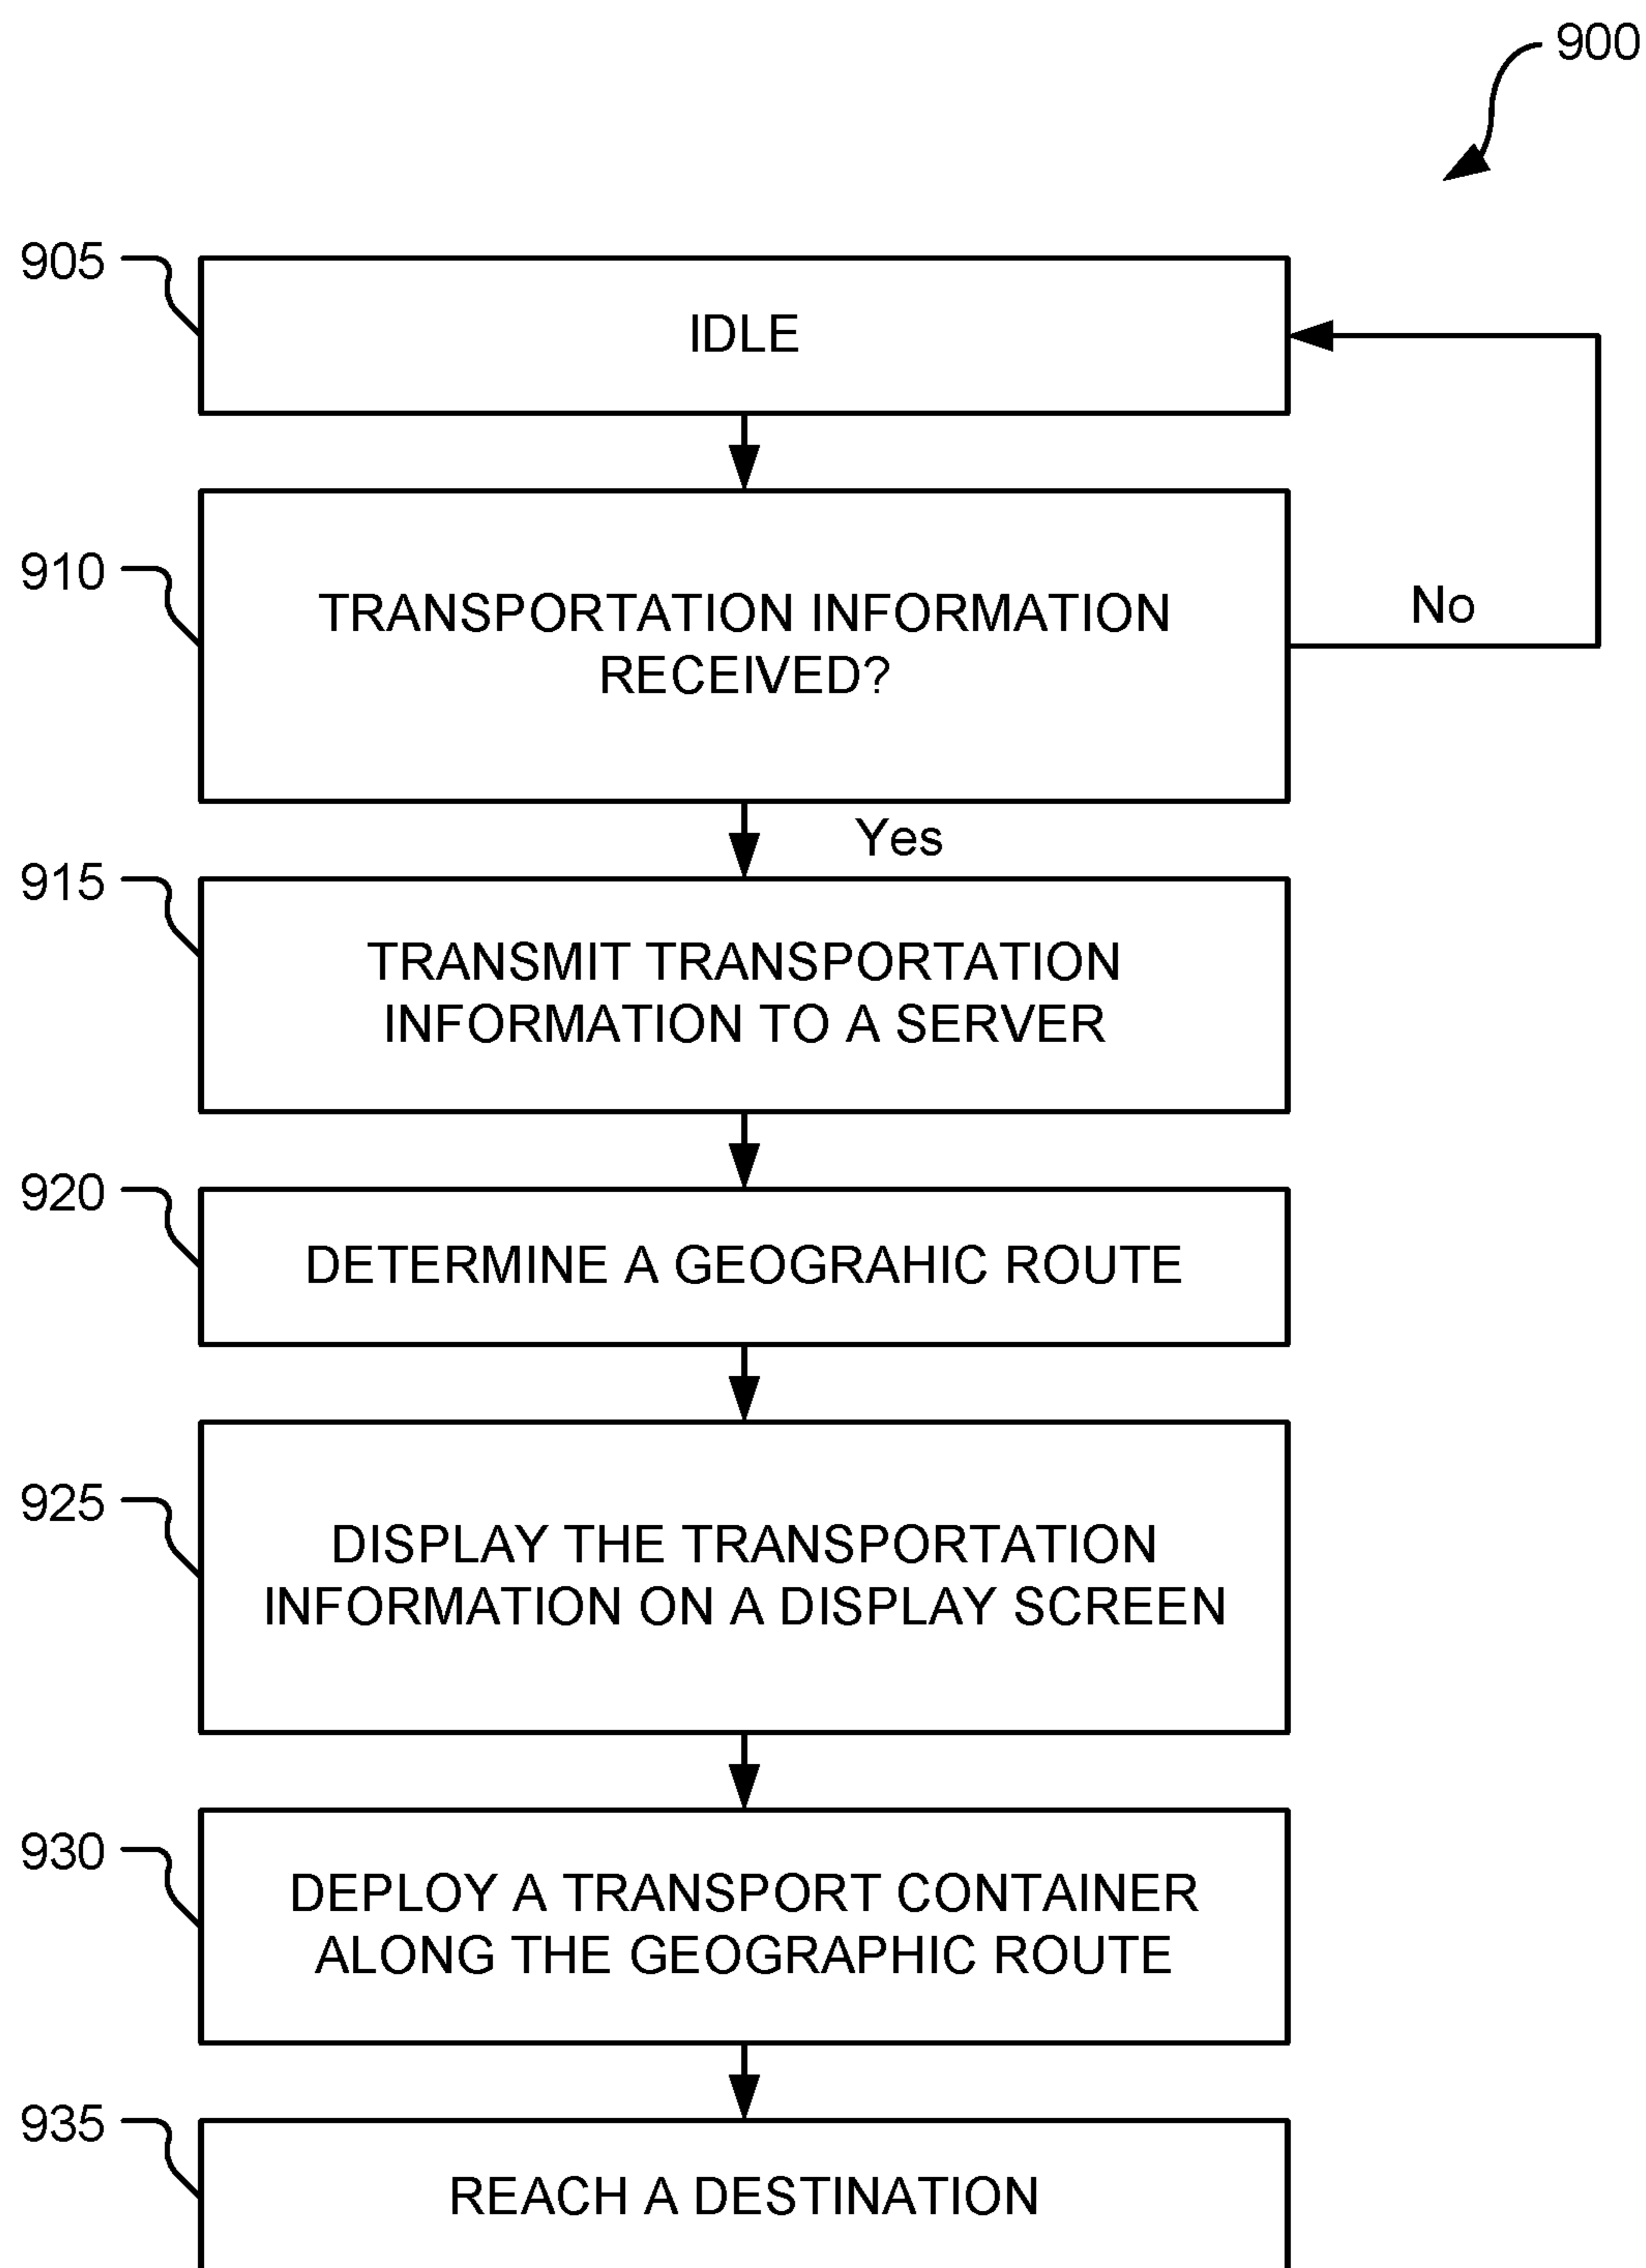 900
905
IDLE
910
TRANSPORTATION INFORMATION
RECEIVED?
No
Yes
915
TRANSMIT TRANSPORTATION
INFORMATION TO A SERVER
920
DETERMINE A GEOGRAHIC ROUTE
925
DISPLAY THE TRANSPORTATION
INFORMATION ON A DISPLAY SCREEN
930
DEPLOY A TRANSPORT CONTAINER
ALONG THE GEOGRAPHIC ROUTE
935
REACH A DESTINATION